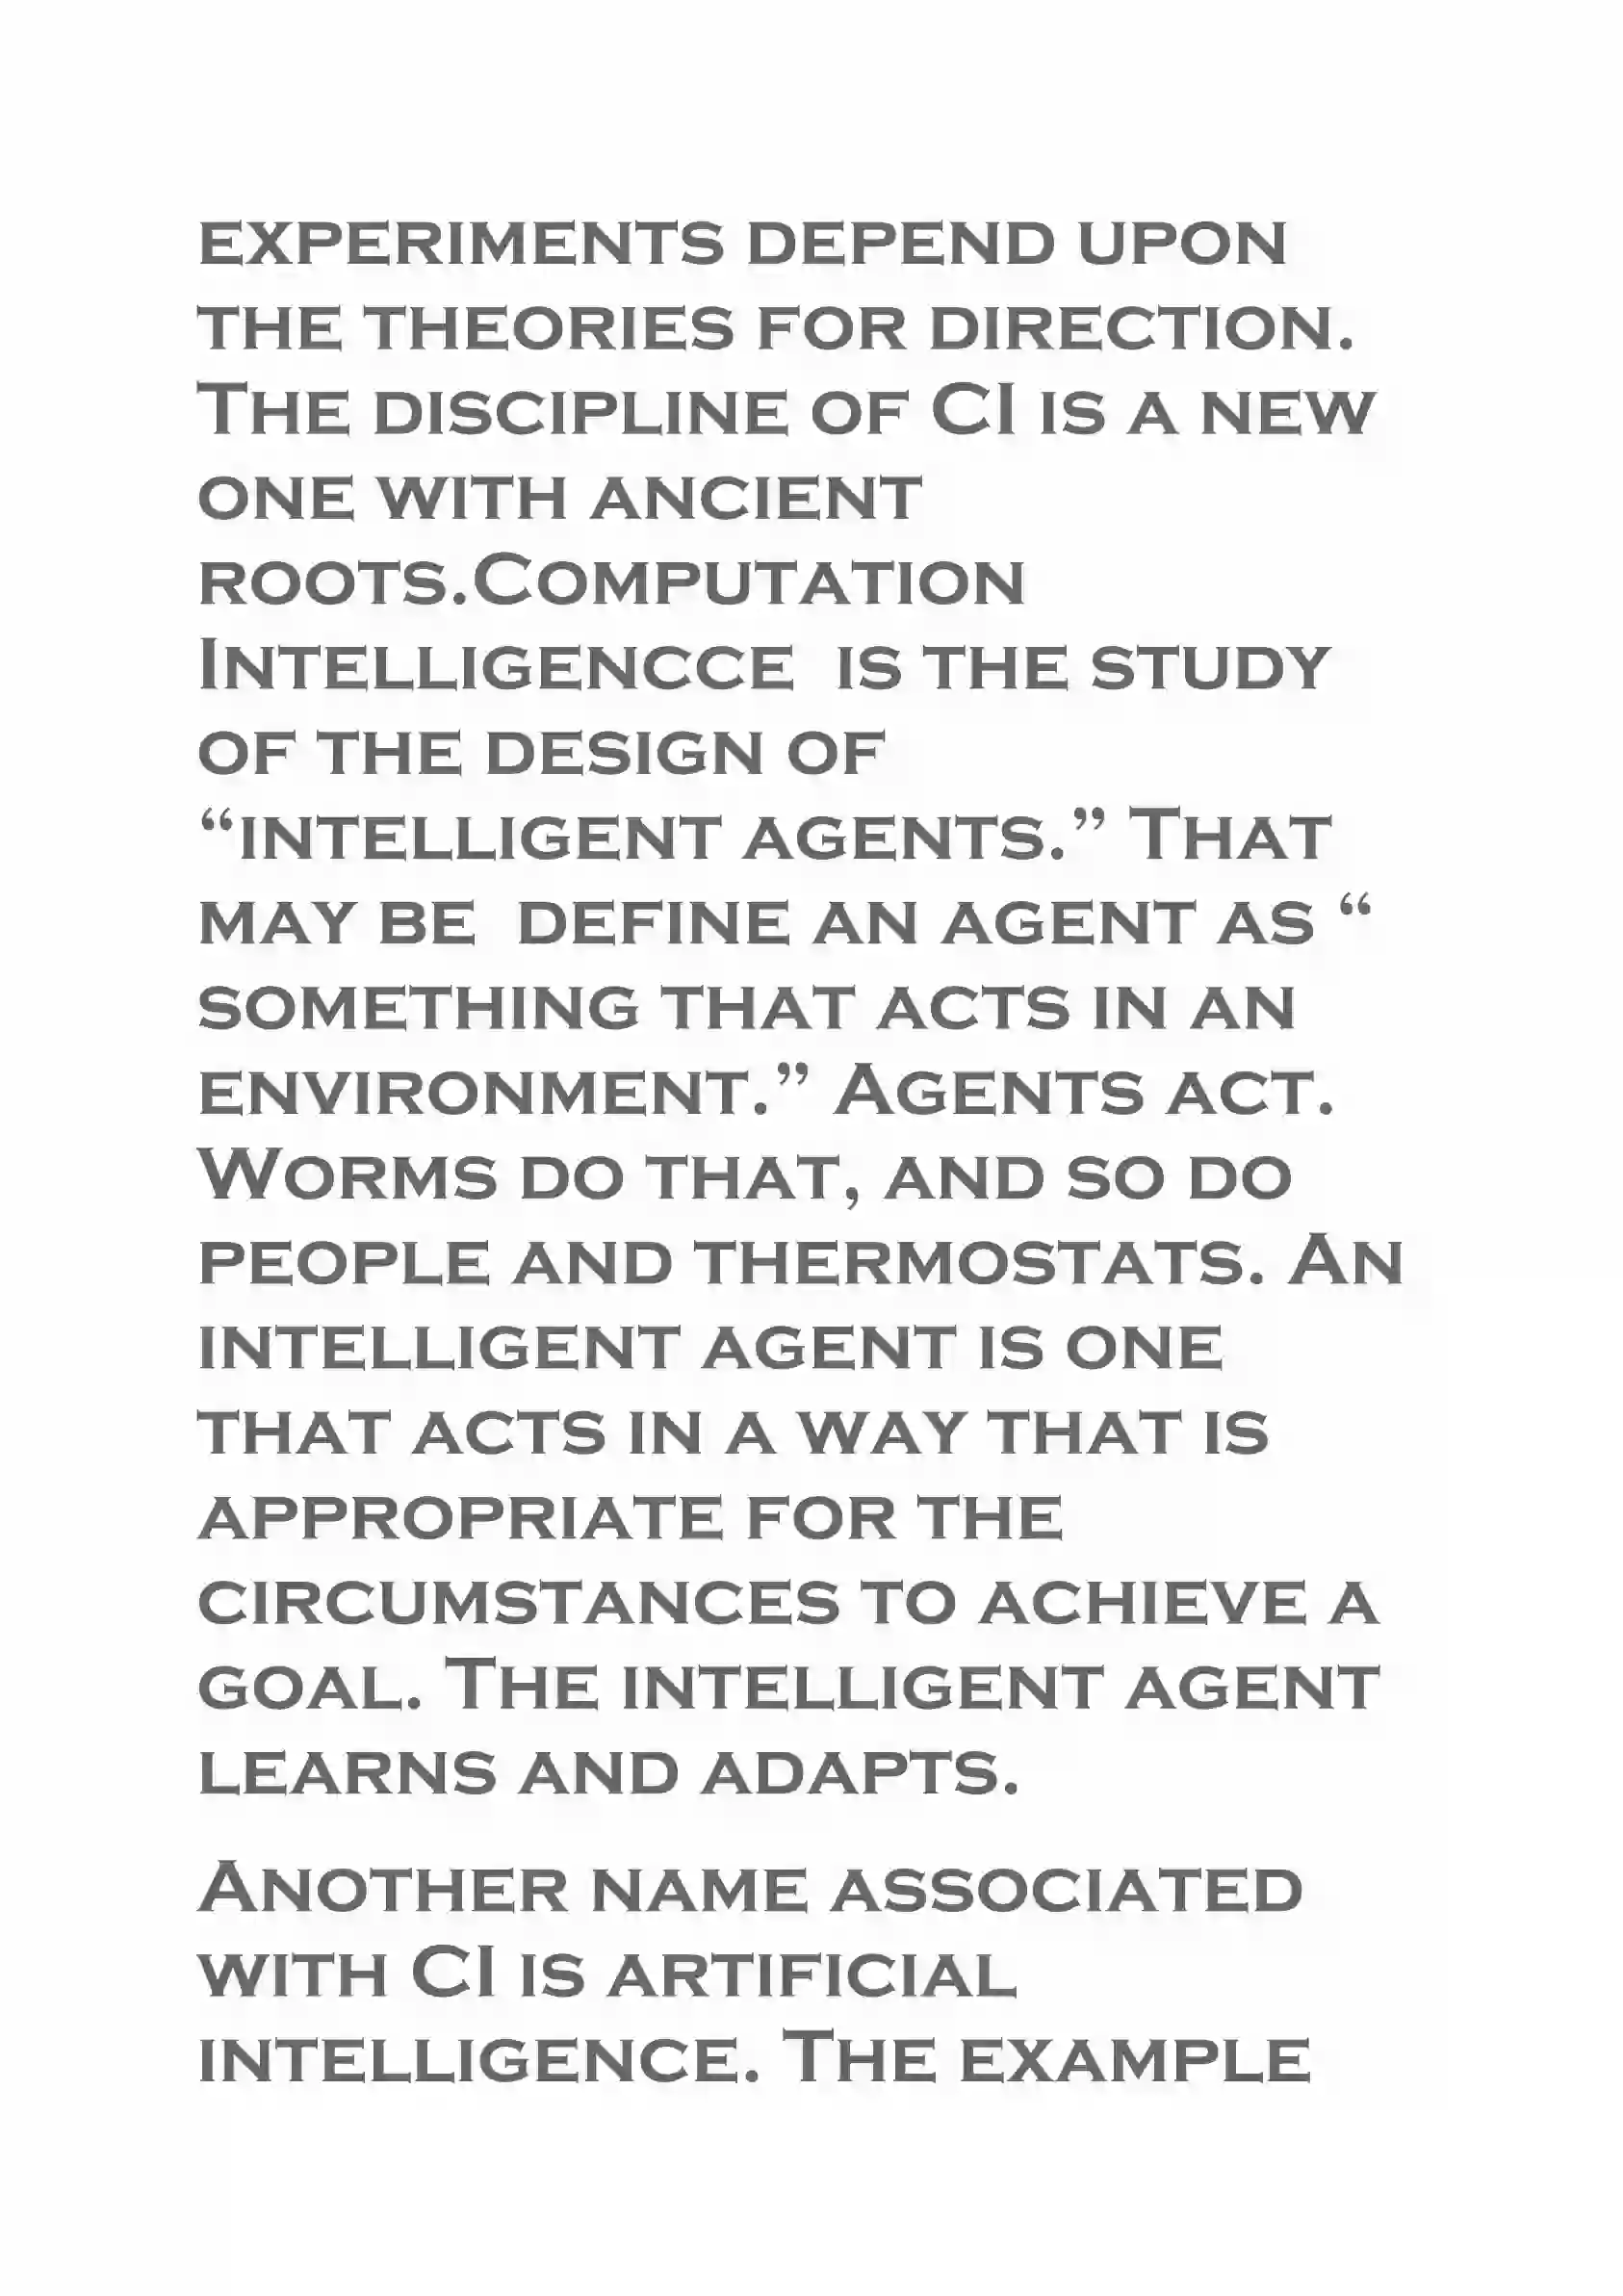 experiments depend upon
the theories for direction.
The discipline of CI is a new
one with ancient
roots.Computation
Intelligencce  is the study
of the design of
“intelligent agents.” That
may be  define an agent as “
something that acts in an
environment.” Agents act.
Worms do that, and so do
people and thermostats. An
intelligent agent is one
that acts in a way that is
appropriate for the
circumstances to achieve a
goal. The intelligent agent
learns and adapts.
Another name associated
with CI is artificial
intelligence. The example